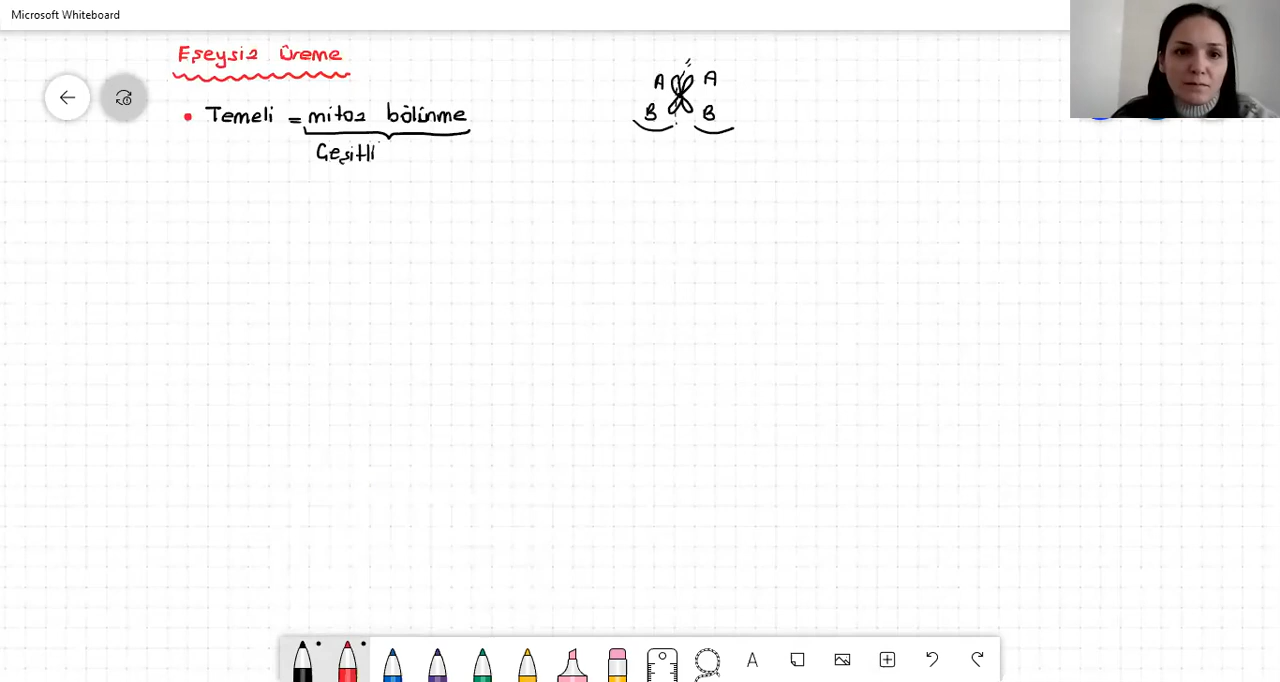 Microsoft Whiteboard
Eşeysiz Üreme
A A
• Temeli = mitoz bölünme
B B
Çeşitli
A